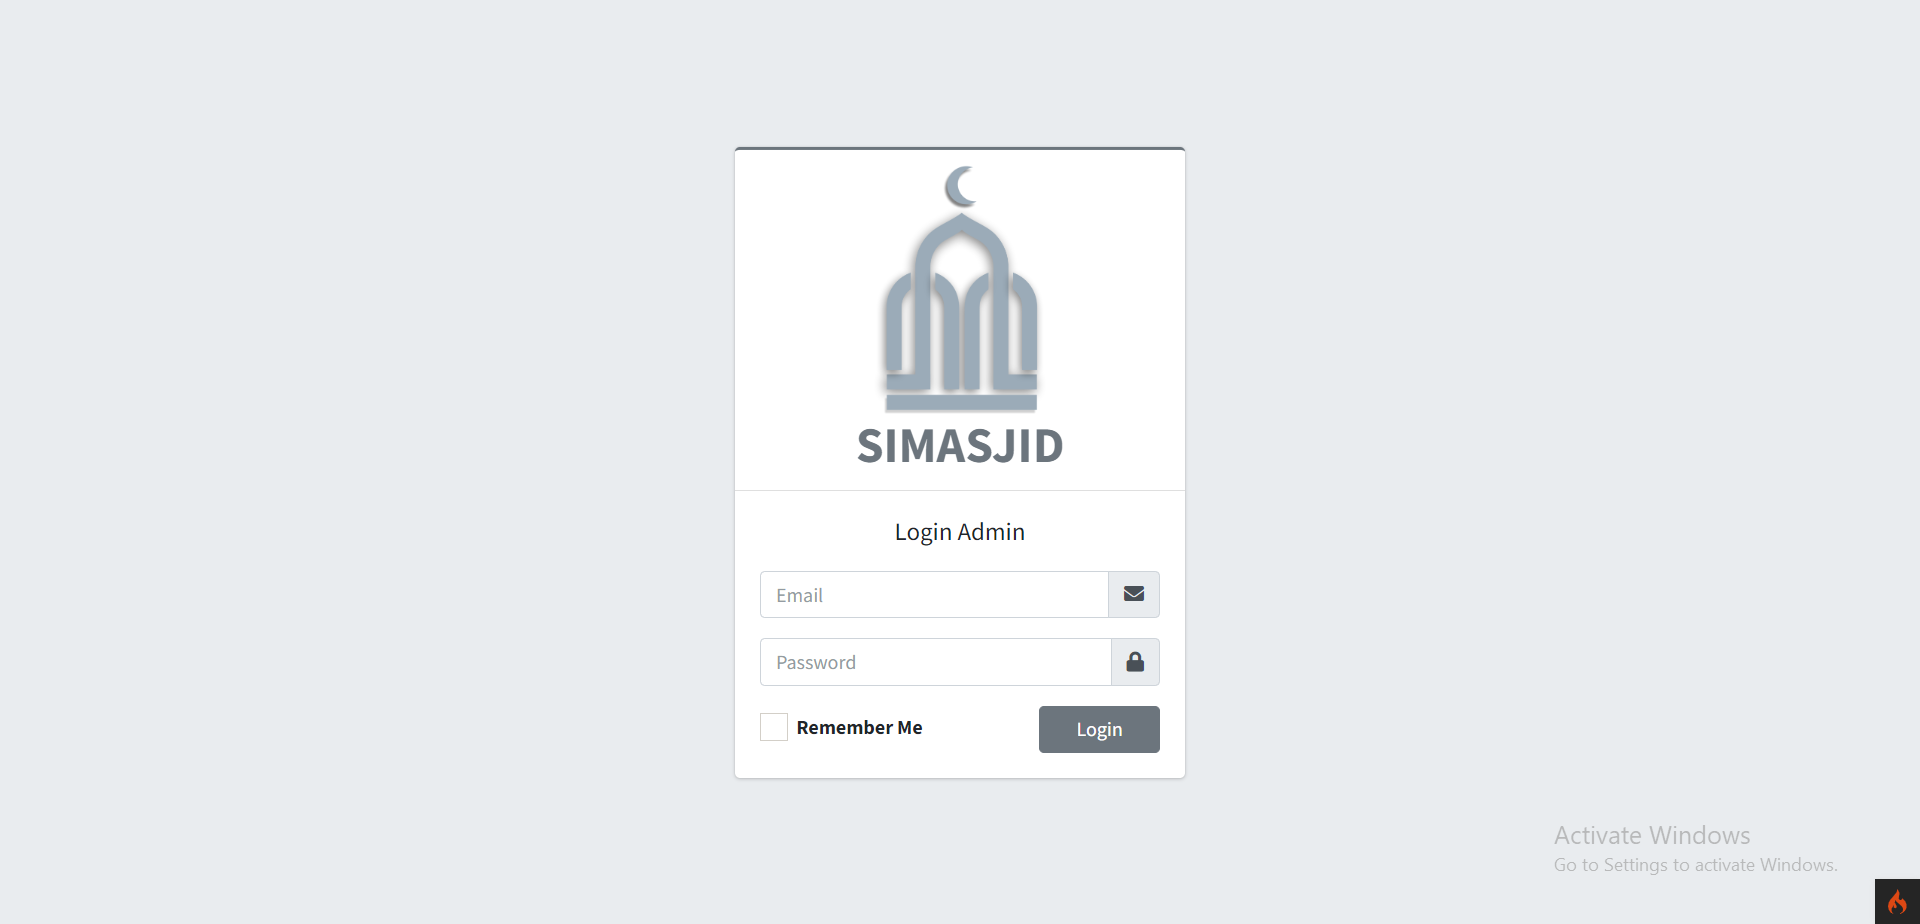 SIMASJID
Login Admin
Email
Password
Remember Me
Login
Activate Windows
Go to Settings to activate Windows.